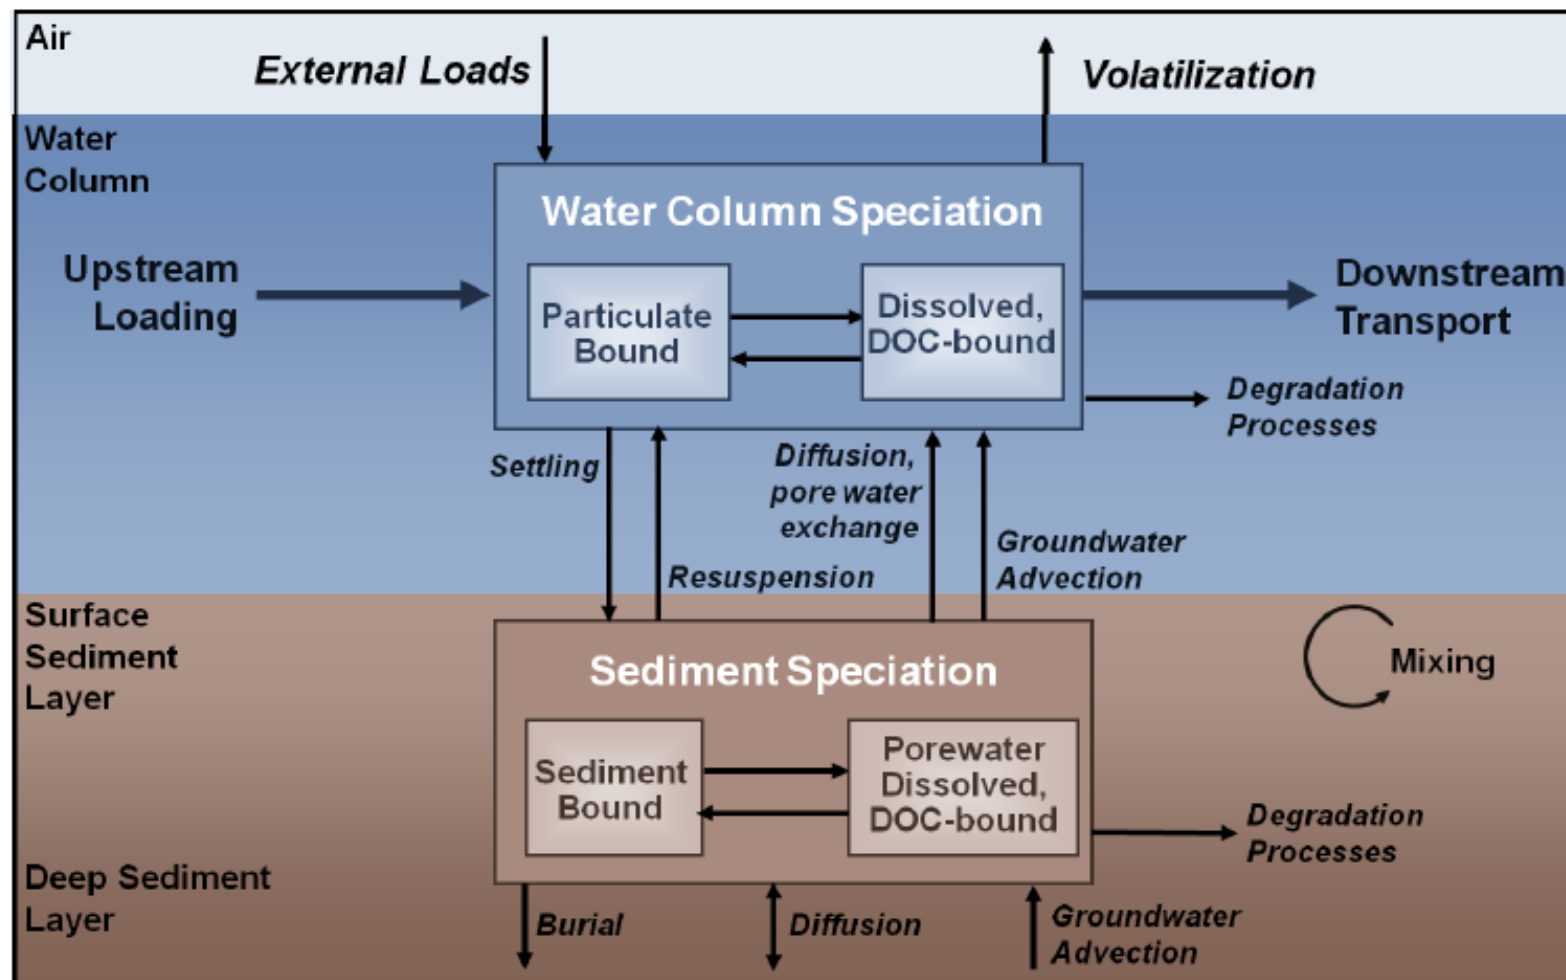 Air
External Loads
Volatilization
Water
Column
Water Column Speciation
Upstream
Loading
Particulate
Bound
Dissolved,
DOC-bound
Downstream
Transport
Degradation
Processes
Settling
Resuspension
Diffusion,
pore water
exchange
Groundwater
Advection
Surface
Sediment
Layer
Sediment Speciation
Mixing
Sediment
Bound
Porewater
Dissolved,
DOC-bound
Degradation
Processes
Deep Sediment
Layer
Burial
Diffusion
Groundwater
Advection